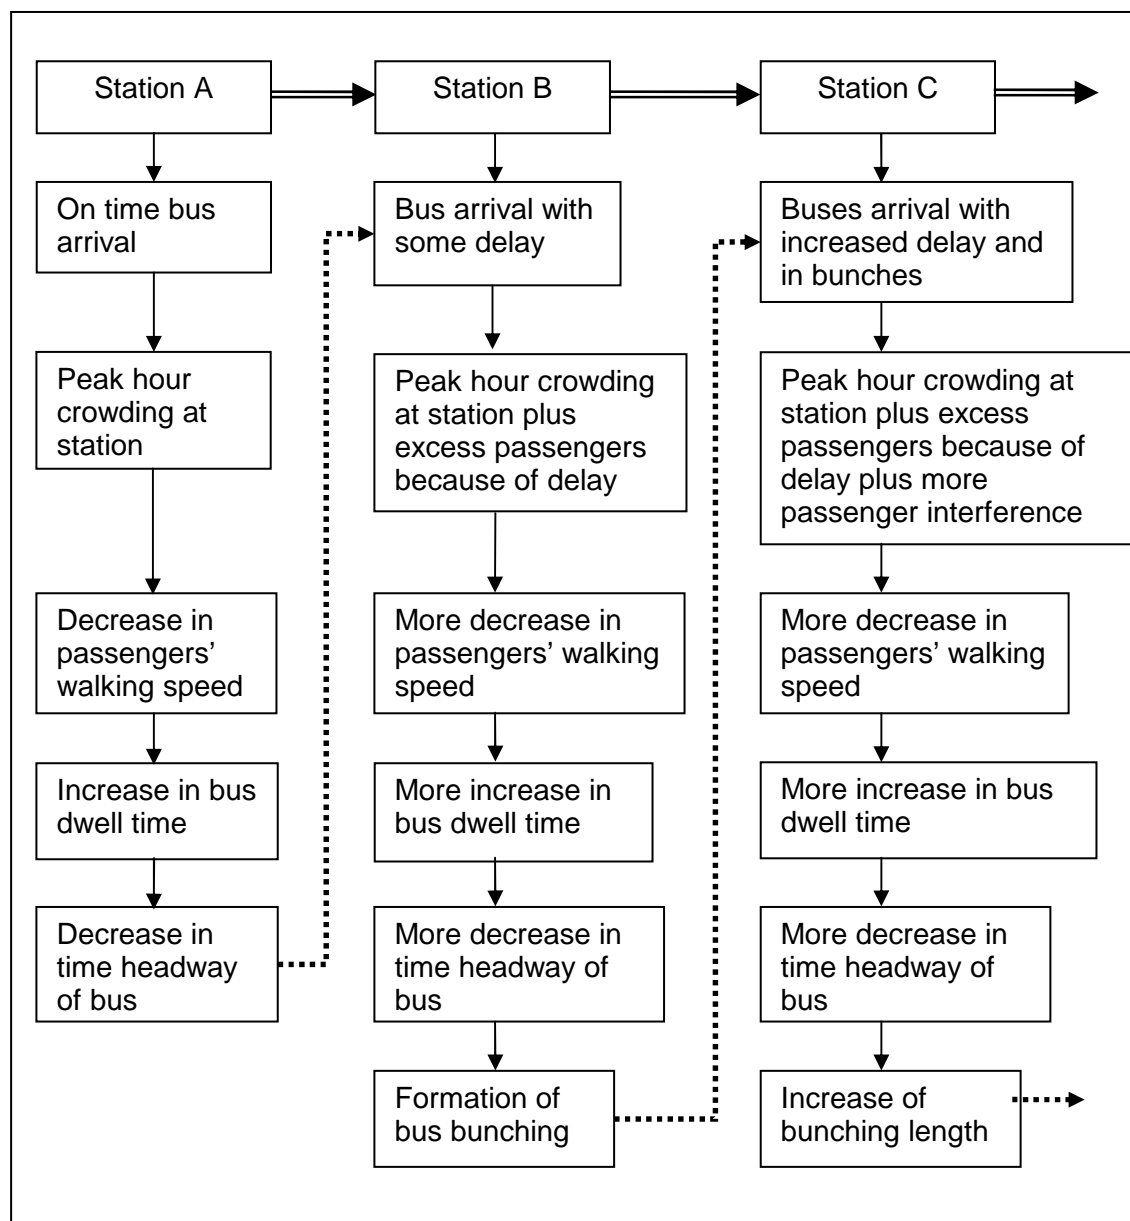 Station A
Station B
Station C
On time bus
arrival
Bus arrival with
some delay
Buses arrival with
increased delay and
in bunches
Peak hour
crowding at
station
Peak hour crowding
at station plus
excess passengers
because of delay
Peak hour crowding at
station plus excess
passengers because of
delay plus more
passenger interference
Decrease in
passengers’
walking speed
More decrease in
passengers’ walking
speed
More decrease in
passengers’ walking
speed
Increase in bus
dwell time
More increase in
bus dwell time
More increase in bus
dwell time
Decrease in
time headway
of bus
More decrease in
time headway of
bus
More decrease in
time headway of
bus
Formation of
bus bunching
Increase of
bunching length